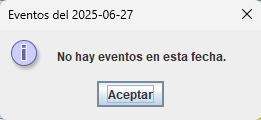 Eventos del 2025-06-27
No hay eventos en esta fecha.
Aceptar